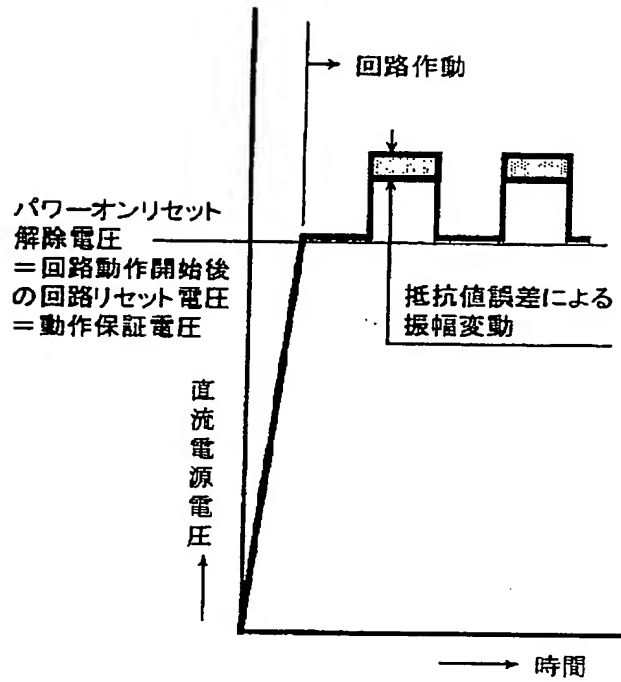 回路作動
パワーオンリセット
解除電圧
＝回路動作開始後
の回路リセット電圧
＝動作保証電圧
抵抗値誤差による
振幅変動
直流電源電圧
時間